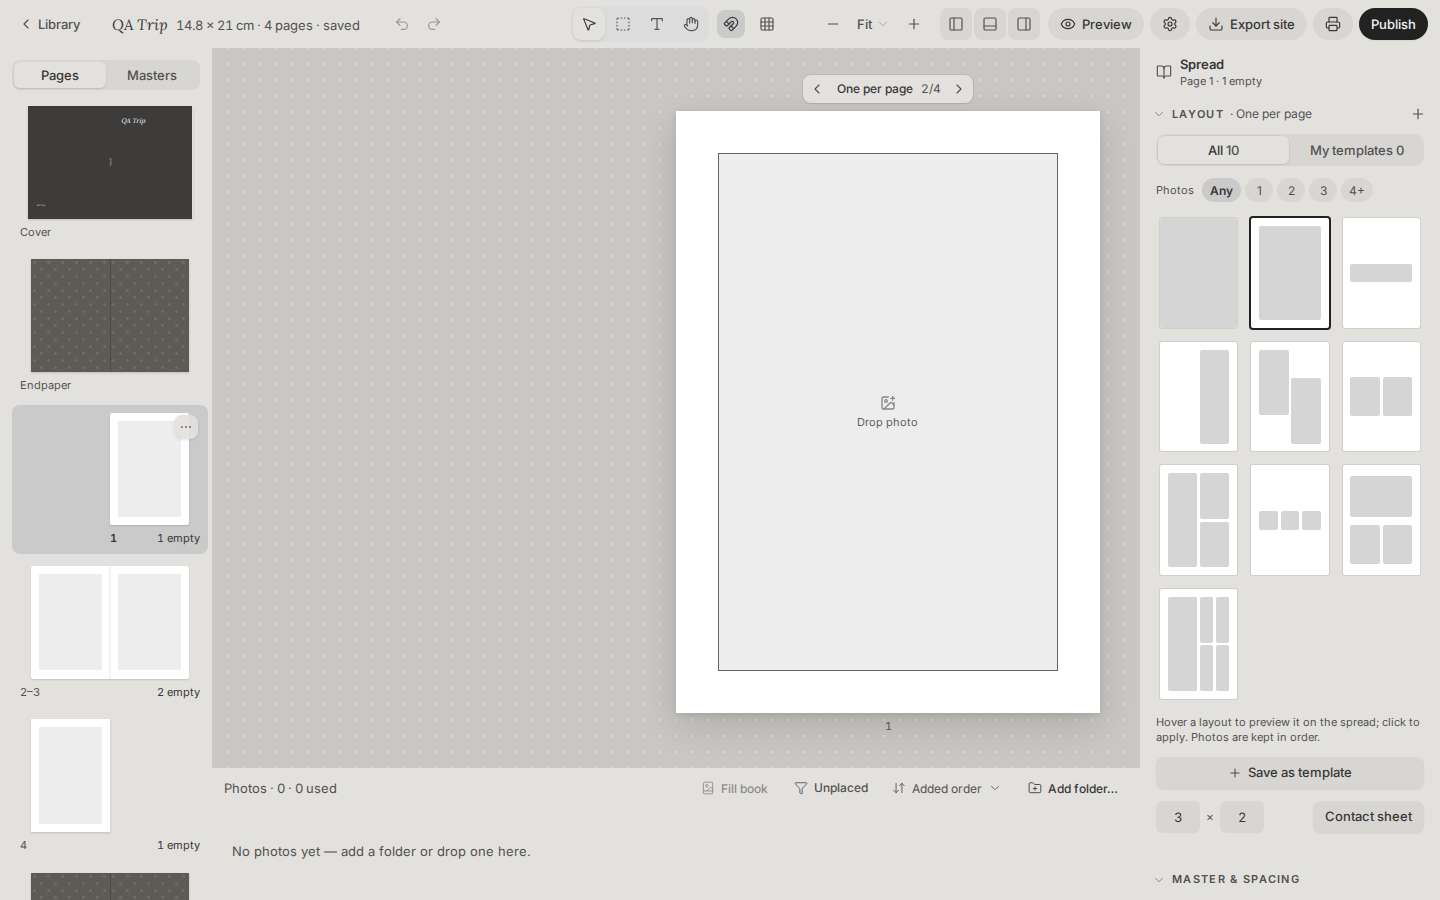 Library
QA Trip 14.8 × 21 cm · 4 pages · saved
Fit
Preview
Export site
Publish
Pages
Masters
QA Trip
Cover
Endpaper
1 1 empty
2–3 2 empty
4 1 empty
One per page 2/4
Drop photo
1
Photos · 0 · 0 used
Fill book
Unplaced
Added order
Add folder...
No photos yet — add a folder or drop one here.
Spread
Page 1 · 1 empty
LAYOUT · One per page
All 10
My templates 0
Photos Any 1 2 3 4+
Hover a layout to preview it on the spread; click to
apply. Photos are kept in order.
Save as template
3 × 2
Contact sheet
MASTER & SPACING